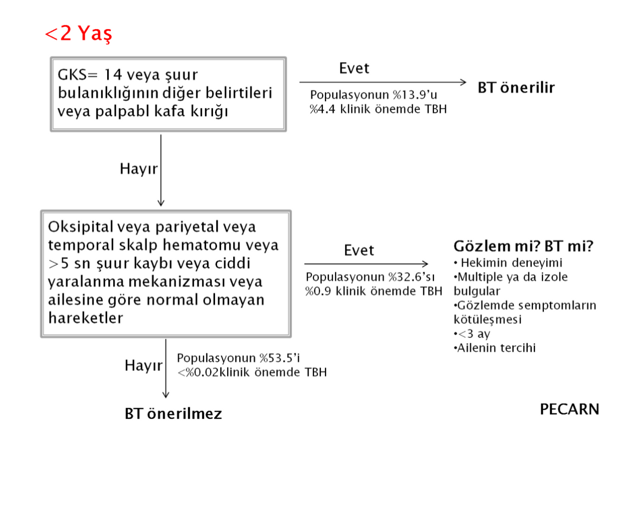 <2 Yaş
GKS= 14 veya şuur
bulanıklığının diğer belirtileri
veya palpabl kafa kırığı
Evet
Populasyonun %13.9'u
%4.4 klinik önemde TBH
BT önerilir
Hayır
Oksipital veya pariyetal veya
temporal skalp hematomu veya
>5 sn şuur kaybı veya ciddi
yaralanma mekanizması veya
ailesine göre normal olmayan
hareketler
Evet
Populasyonun %32.6'sı
%0.9 klinik önemde TBH
Gözlem mi? BT mi?
• Hekimin deneyimi
•Multiple ya da izole
bulgular
•Gözlemde semptomların
kötüleşmesi
•<3 ay
•Ailenin tercihi
Hayır
Populasyonun %53.5'i
<%0.02klinik önemde TBH
BT önerilmez
PECARN